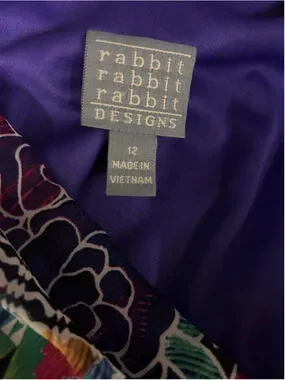 rabbit
rabbit
rabbit
DESIGNS
12
MADE IN
VIETNAM